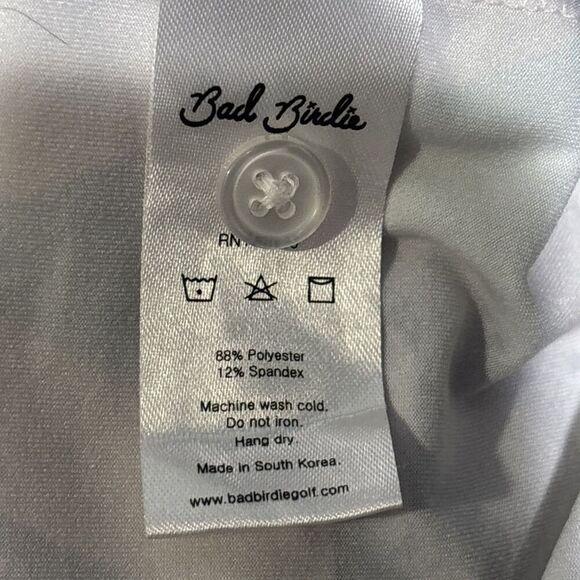 Bad Birdie
RN
88% Polyester
12% Spandex
Machine wash cold.
Do not iron.
Hang dry.
Made in South Korea.
www.badbirdiegolf.com